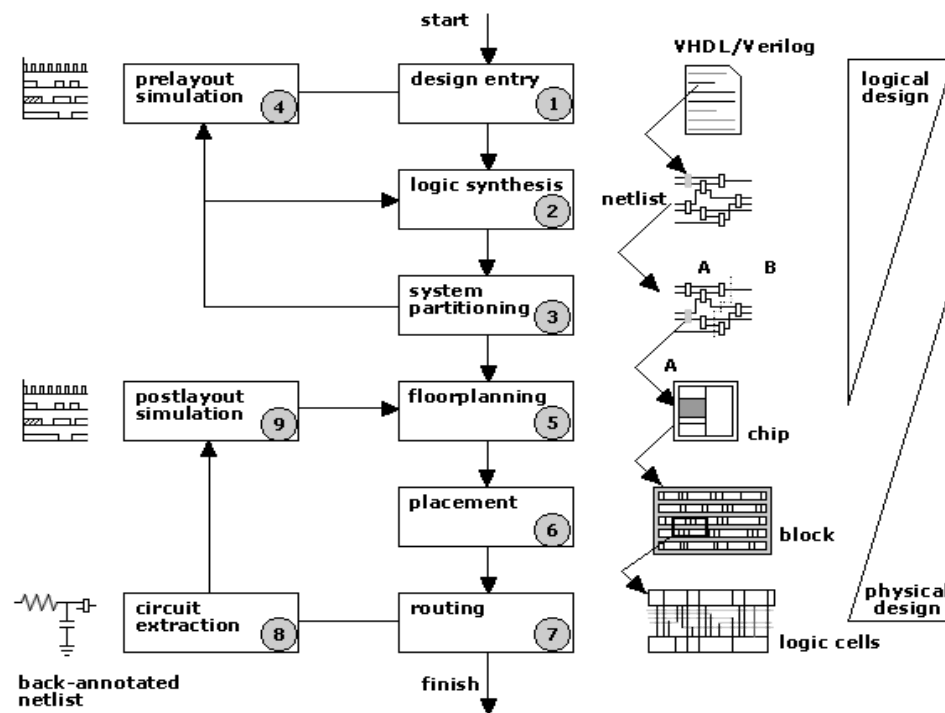 start
VHDL/Verilog
prelayout
simulation
4
design entry
1
logical
design
logic synthesis
2
netlist
A B
system
partitioning
3
A
postlayout
simulation
9
floorplanning
5
chip
placement
6
block
circuit
extraction
8
routing
7
physical
design
logic cells
back-annotated
netlist
finish